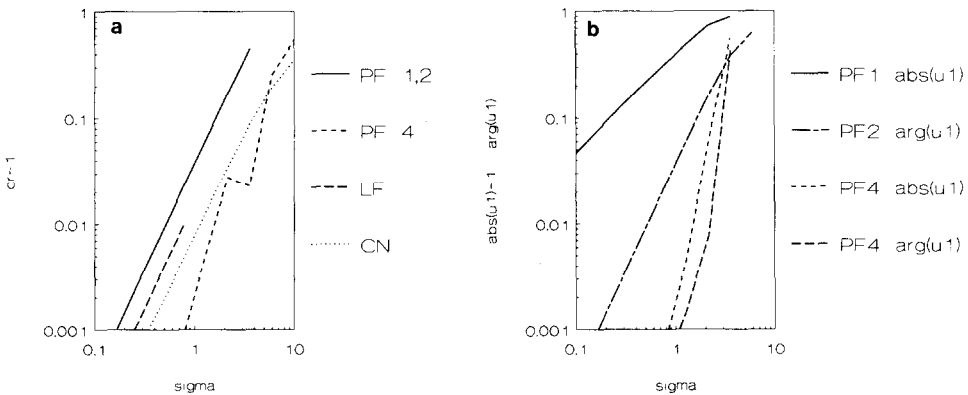 a
1
0.1
0.01
0.001
0.1
1
10
cr-1
sigma
PF 1,2
PF 4
LF
CN
b
1
0.1
0.01
0.001
0.1
1
10
abs(u1)-1 arg(u1)
sigma
PF1 abs(u1)
PF2 arg(u1)
PF4 abs(u1)
PF4 arg(u1)